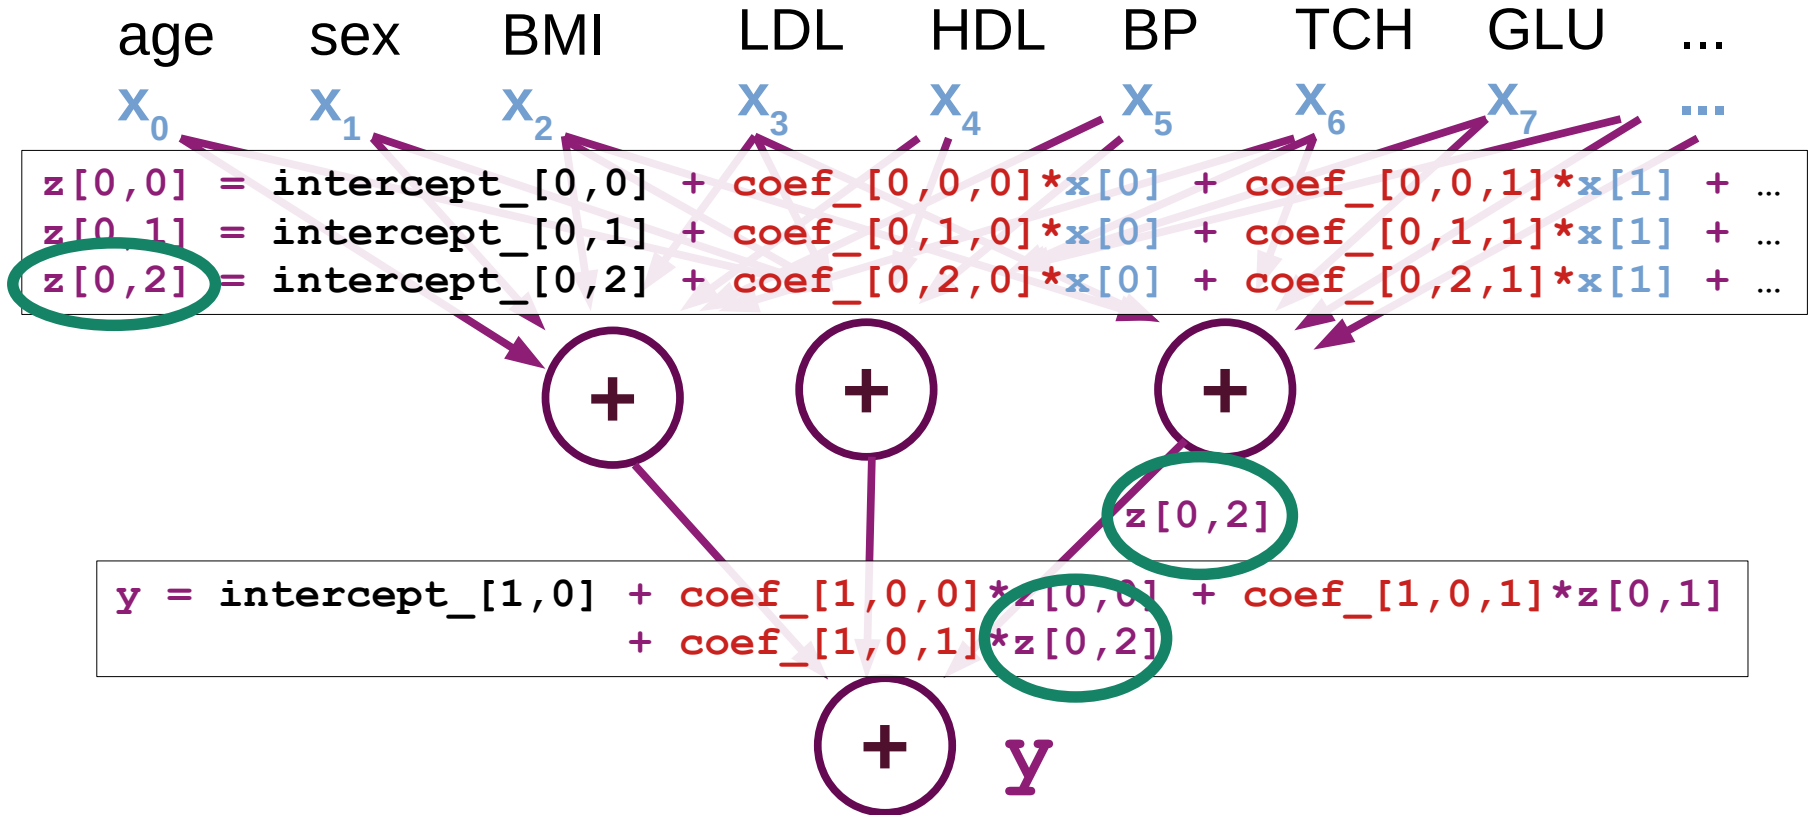 age sex BMI LDL HDL BP TCH GLU ...
x0 x1 x2 x3 x4 x5 x6 x7 ...
z[0,0] = intercept_[0,0] + coef_[0,0,0]*x[0] + coef_[0,0,1]*x[1] + ...
z[0,1] = intercept_[0,1] + coef_[0,1,0]*x[0] + coef_[0,1,1]*x[1] + ...
z[0,2] = intercept_[0,2] + coef_[0,2,0]*x[0] + coef_[0,2,1]*x[1] + ...
+ + +
z[0,2]
y = intercept_[1,0] + coef_[1,0,0]*z[0,0] + coef_[1,0,1]*z[0,1]
+ coef_[1,0,1]*z[0,2]
+ y